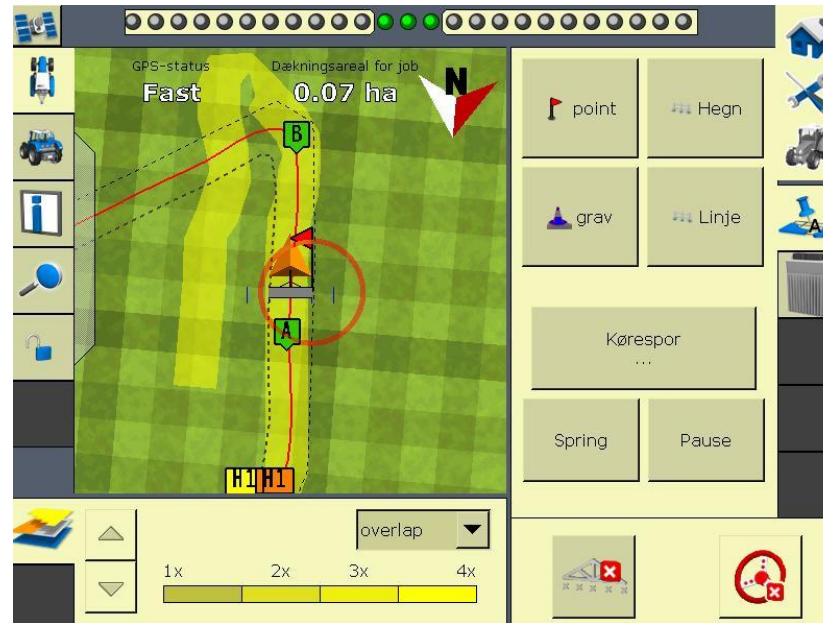 GPS-status
Dækningsareal for job
Fast
0.07 ha
N
B
A
H1 H1
point
Hegn
grav
Linje
Kørespor
...
Spring
Pause
A
overlap
1x 2x 3x 4x